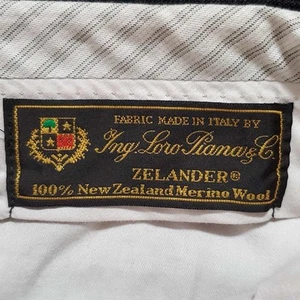 FABRIC MADE IN ITALY BY
Ing. Loro Piana & C.
ZELANDER®
100% New Zealand Merino Wool